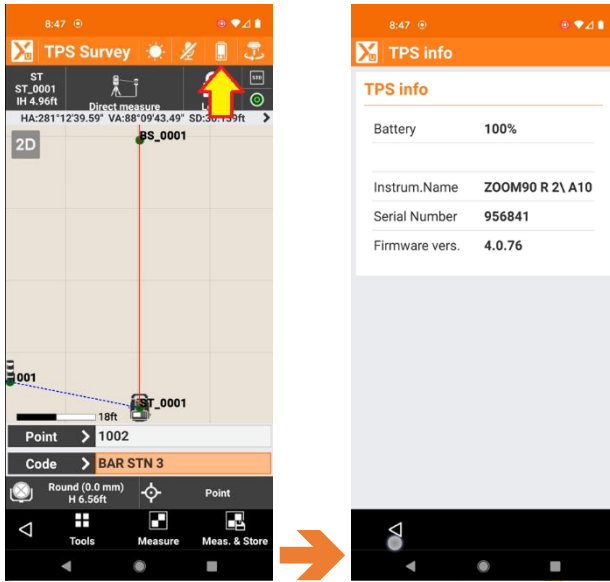 8:47
TPS Survey
ST
ST_0001
IH 4.96ft
Direct measure
STD
HA:281°12'39.59" VA:88°09'43.49"
2D
BS_0001
ST_0001
18ft
Point
1002
Code
BAR STN 3
Round (0.0 mm)
H 6.56ft
Point
Tools
Measure
Meas. & Store
8:47
TPS info
TPS info
Battery 100%
Instrum.Name ZOOM90 R 2\ A10
Serial Number 956841
Firmware vers. 4.0.76